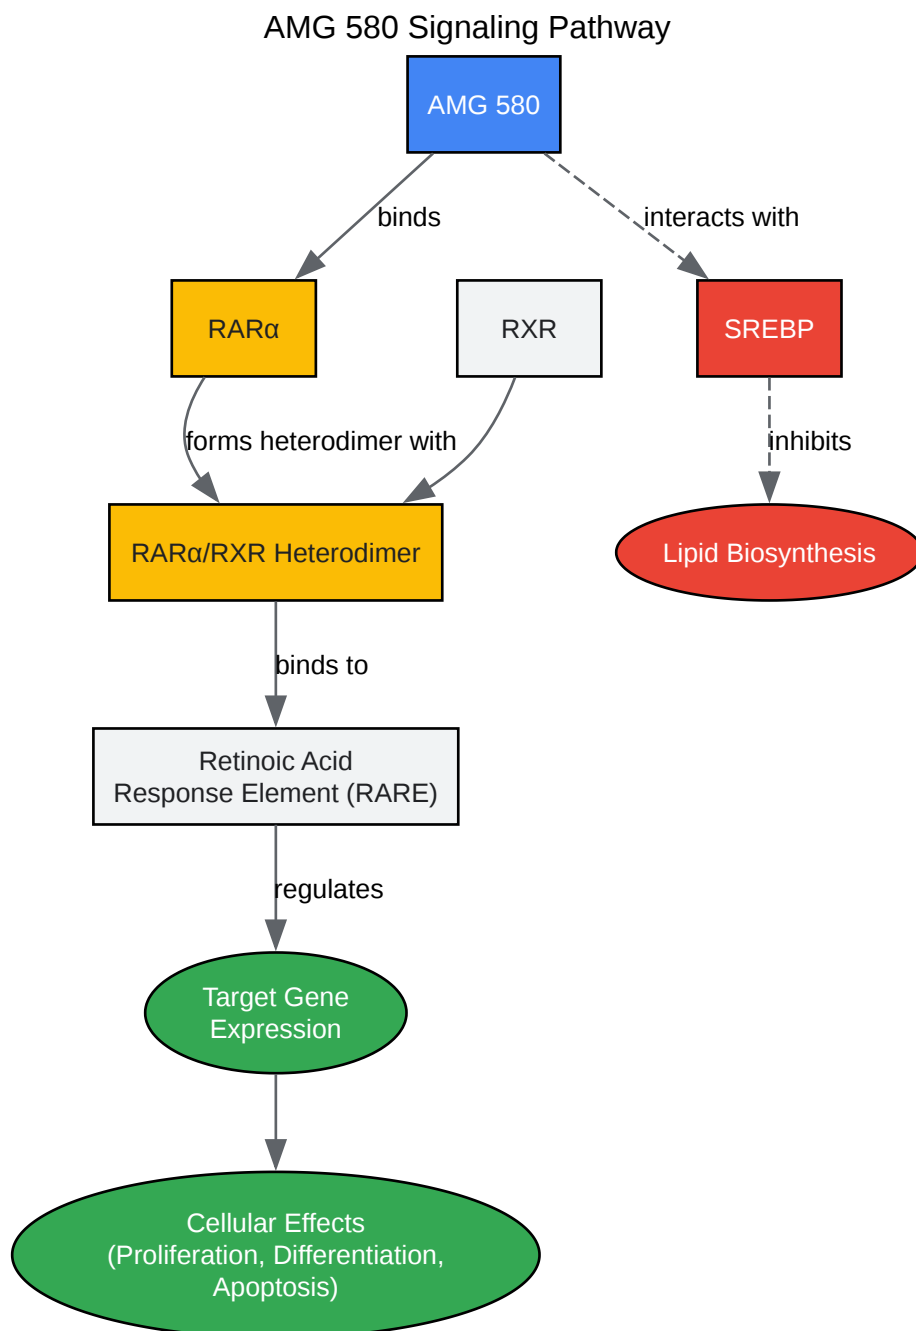 AMG 580 Signaling Pathway
AMG 580
binds
interacts with
RARα
RXR
SREBP
forms heterodimer with
inhibits
RARα/RXR Heterodimer
Lipid Biosynthesis
binds to
Retinoic Acid
Response Element (RARE)
regulates
Target Gene
Expression
Cellular Effects
(Proliferation, Differentiation,
Apoptosis)